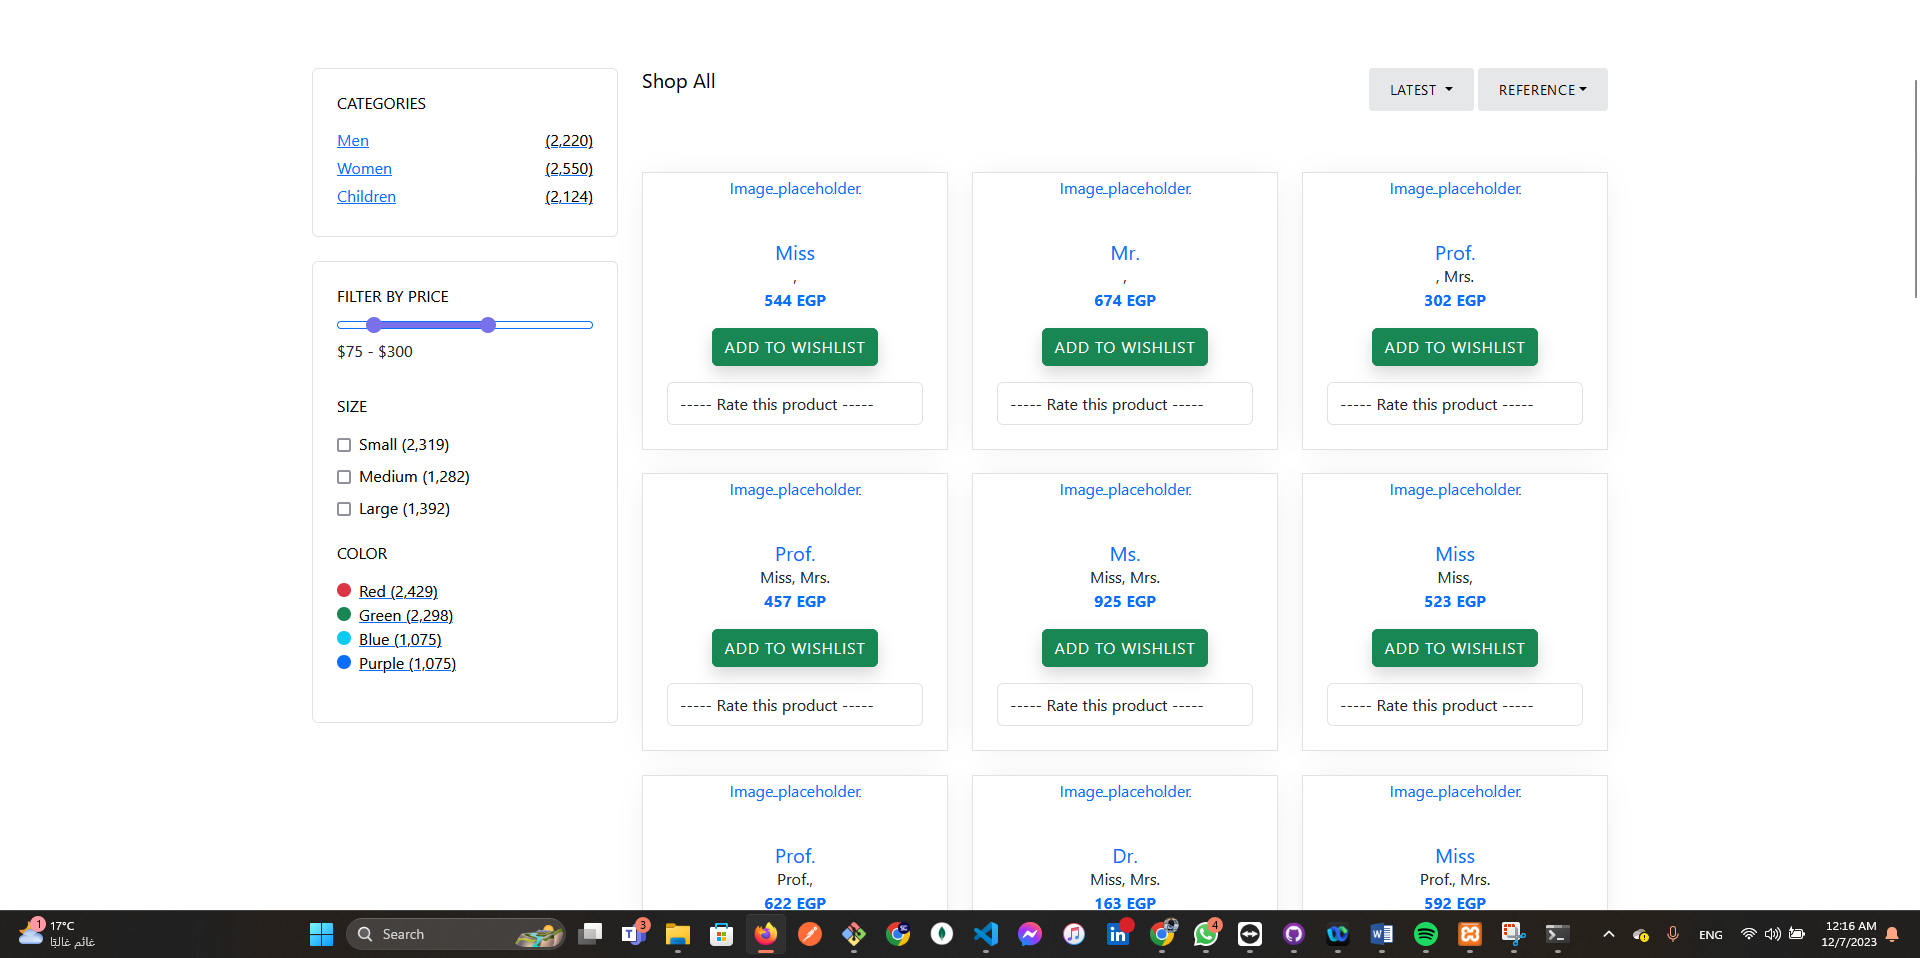 CATEGORIES
Men (2,220)
Women (2,550)
Children (2,124)
FILTER BY PRICE
$75 - $300
SIZE
Small (2,319)
Medium (1,282)
Large (1,392)
COLOR
Red (2,429)
Green (2,298)
Blue (1,075)
Purple (1,075)
Shop All
LATEST REFERENCE
Image_placeholder. Image_placeholder. Image_placeholder.
Miss Mr. Prof.
, , , Mrs.
544 EGP 674 EGP 302 EGP
ADD TO WISHLIST ADD TO WISHLIST ADD TO WISHLIST
----- Rate this product ----- ----- Rate this product ----- ----- Rate this product -----
Image_placeholder. Image_placeholder. Image_placeholder.
Prof. Ms. Miss
Miss, Mrs. Miss, Mrs. Miss,
457 EGP 925 EGP 523 EGP
ADD TO WISHLIST ADD TO WISHLIST ADD TO WISHLIST
----- Rate this product ----- ----- Rate this product ----- ----- Rate this product -----
Image_placeholder. Image_placeholder. Image_placeholder.
Prof. Dr. Miss
Prof., Miss, Mrs. Prof., Mrs.
622 EGP 163 EGP 592 EGP
1 17°C
غائم غالبًا
Search
3
SC
4
ENG
12:16 AM
12/7/2023